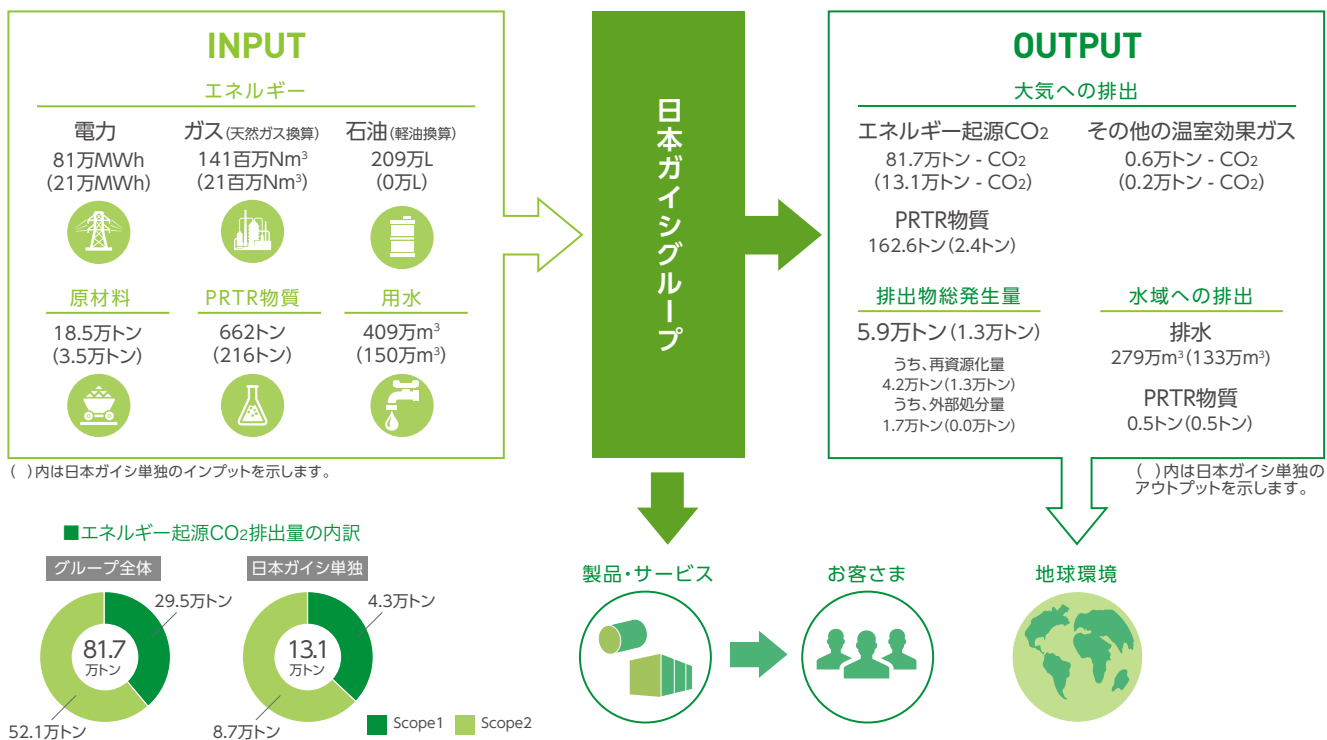 INPUT
エネルギー
電力
81万MWh
(21万MWh)
ガス(天然ガス換算)
141百万Nm³
(21百万Nm³)
石油(軽油換算)
209万L
(0万L)
原材料
18.5万トン
(3.5万トン)
PRTR物質
662トン
(216トン)
用水
409万m³
(150万m³)
( )内は日本ガイシ単独のインプットを示します。
日本ガイシグループ
OUTPUT
大気への排出
エネルギー起源CO₂
81.7万トン - CO₂
(13.1万トン - CO₂)
その他の温室効果ガス
0.6万トン - CO₂
(0.2万トン - CO₂)
PRTR物質
162.6トン(2.4トン)
排出物総発生量
5.9万トン(1.3万トン)
うち、再資源化量
4.2万トン(1.3万トン)
うち、外部処分量
1.7万トン(0.0万トン)
水域への排出
排水
279万m³(133万m³)
PRTR物質
0.5トン(0.5トン)
( )内は日本ガイシ単独の
アウトプットを示します。
■エネルギー起源CO₂排出量の内訳
グループ全体
29.5万トン
81.7
万トン
52.1万トン
日本ガイシ単独
4.3万トン
13.1
万トン
8.7万トン
Scope1
Scope2
製品・サービス
お客さま
地球環境